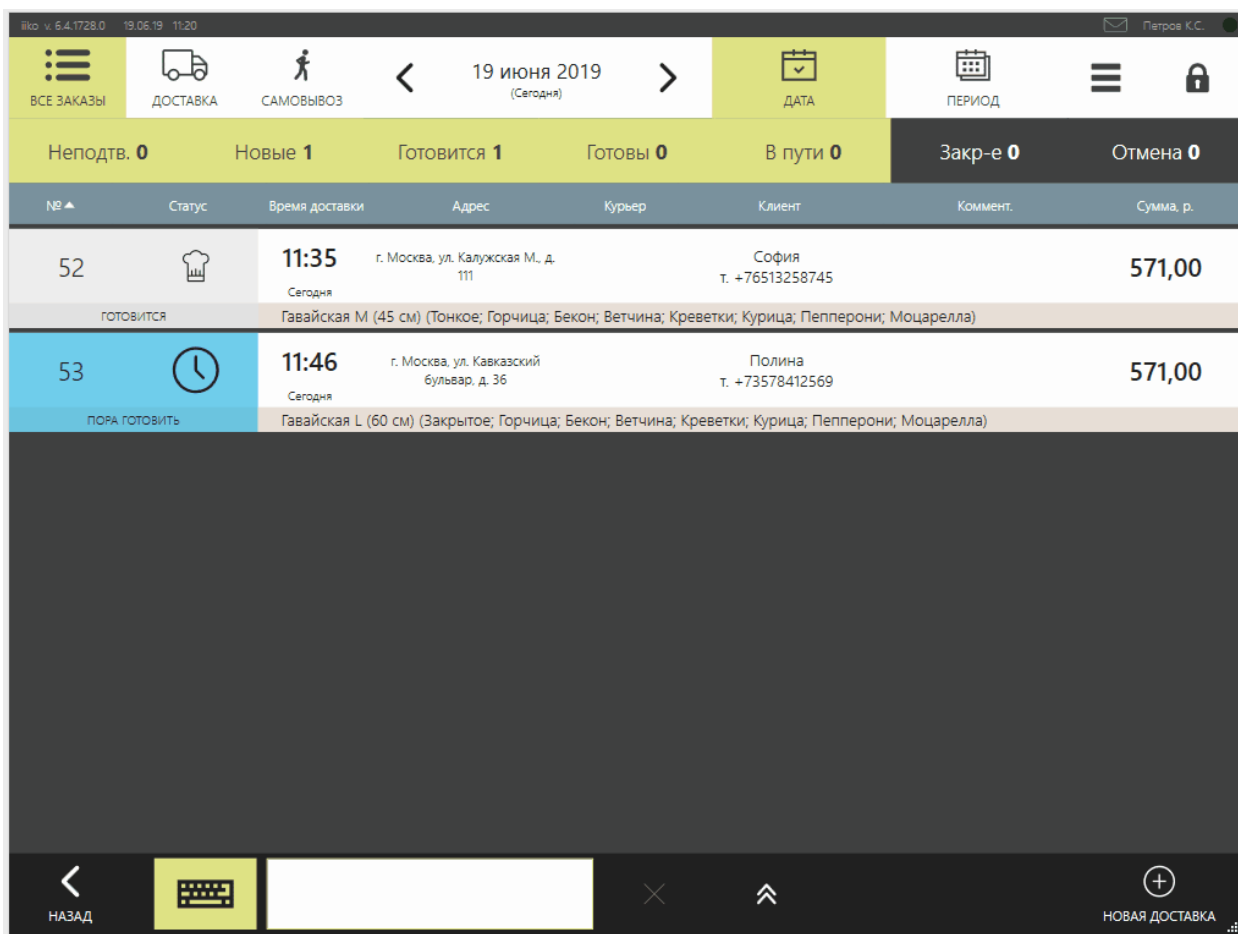 iiko v. 6.4.1728.0 19.06.19 11:20 Петров К.С.
ВСЕ ЗАКАЗЫ ДОСТАВКА САМОВЫВОЗ 19 июня 2019 (Сегодня) ДАТА ПЕРИОД
Неподтв. 0 Новые 1 Готовится 1 Готовы 0 В пути 0 Закр-е 0 Отмена 0
№ Статус Время доставки Адрес Курьер Клиент Коммент. Сумма, р.
52 11:35 г. Москва, ул. Калужская М., д. София 571,00
Сегодня 111 т. +76513258745
ГОТОВИТСЯ Гавайская M (45 см) (Тонкое; Горчица; Бекон; Ветчина; Креветки; Курица; Пепперони; Моцарелла)
53 11:46 г. Москва, ул. Кавказский Полина 571,00
Сегодня бульвар, д. 36 т. +73578412569
ПОРА ГОТОВИТЬ Гавайская L (60 см) (Закрытое; Горчица; Бекон; Ветчина; Креветки; Курица; Пепперони; Моцарелла)
НАЗАД НОВАЯ ДОСТАВКА